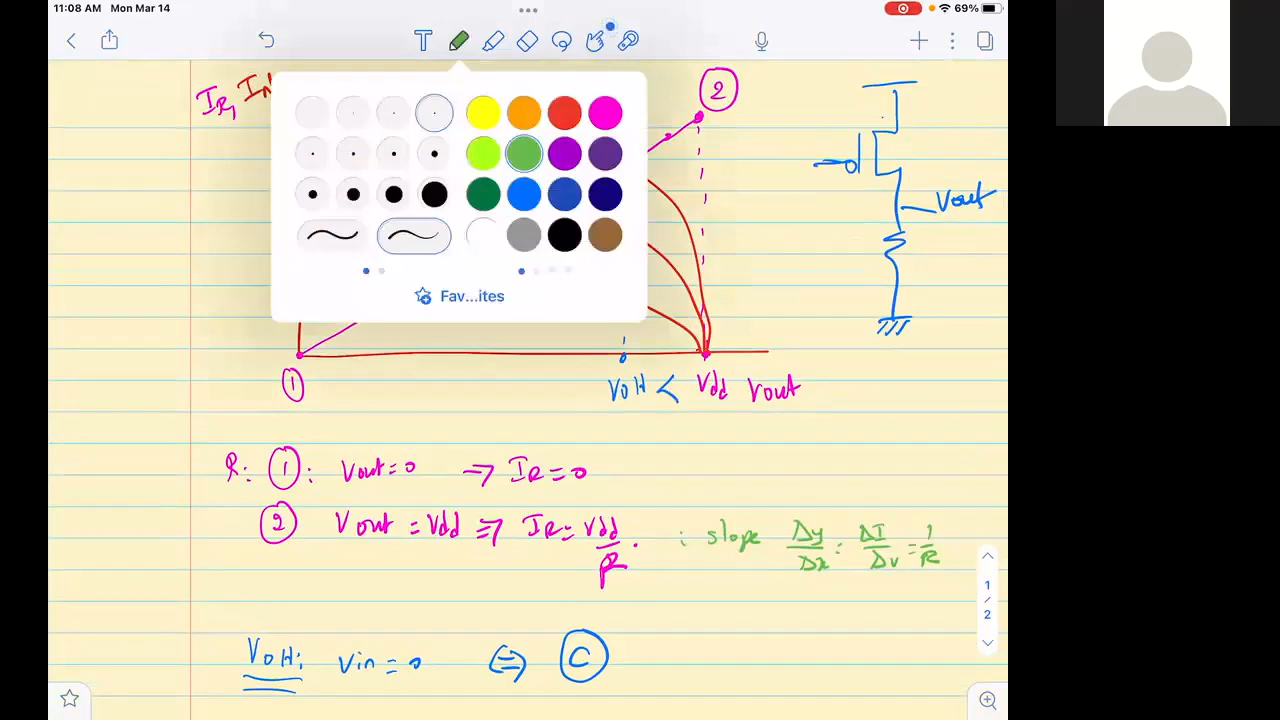 11:08 AM Mon Mar 14
69%
T
2
Vout
Fav...ites
1
VOH < Vdd Vout
R: 1 : Vout = 0 → IR = 0
2 Vout = Vdd ⇒ IR = Vdd/R . : slope Δy/Δx = ΔI/ΔV = 1/R
1
/
2
VOH: Vin = 0 ⇔ C